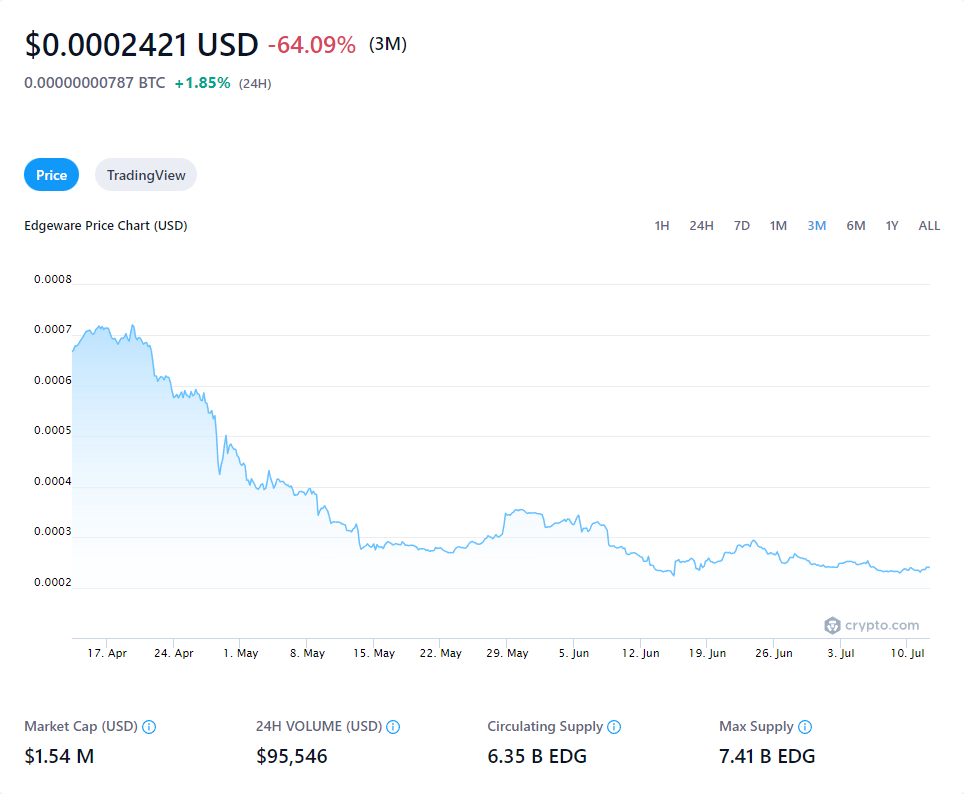 $0.0002421 USD -64.09% (3M)
0.00000000787 BTC +1.85% (24H)
Price TradingView
Edgeware Price Chart (USD) 1H 24H 7D 1M 3M 6M 1Y ALL
0.0008
0.0007
0.0006
0.0005
0.0004
0.0003
0.0002
crypto.com
17. Apr 24. Apr 1. May 8. May 15. May 22. May 29. May 5. Jun 12. Jun 19. Jun 26. Jun 3. Jul 10. Jul
Market Cap (USD) 24H VOLUME (USD) Circulating Supply Max Supply
$1.54 M $95,546 6.35 B EDG 7.41 B EDG